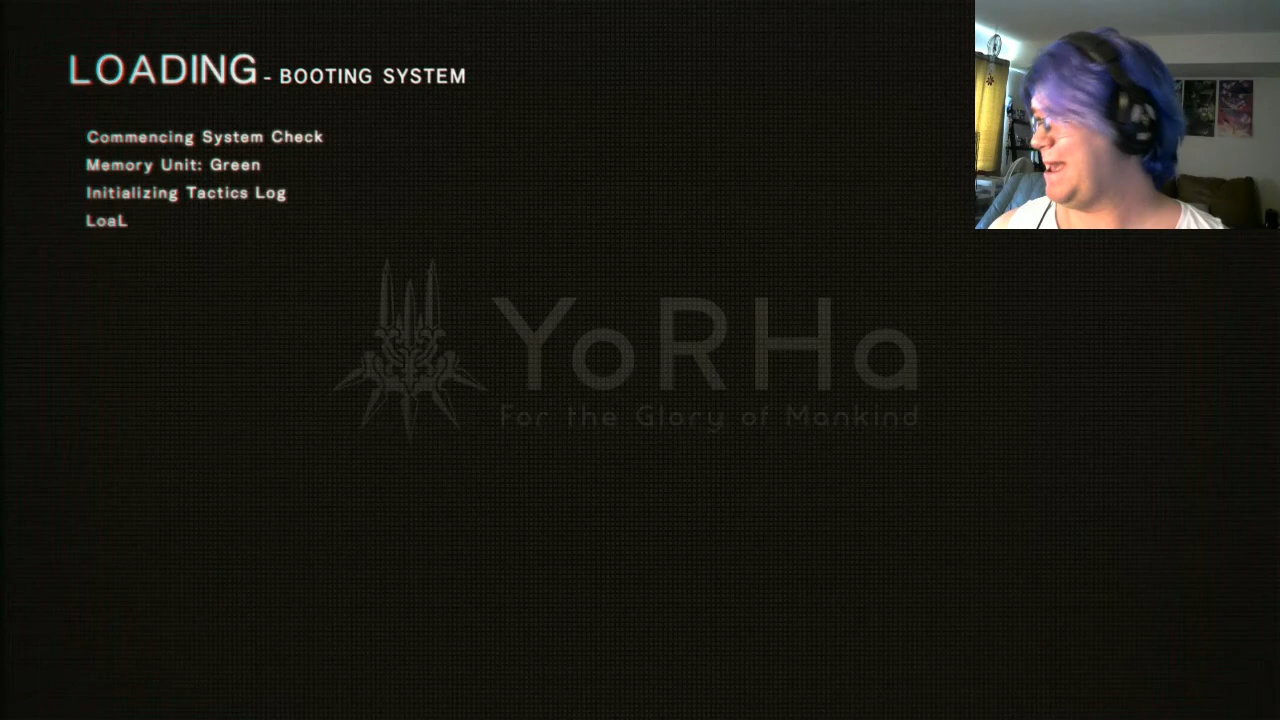 LOADING - BOOTING SYSTEM
Commencing System Check
Memory Unit: Green
Initializing Tactics Log
LoaL
YoRHa
For the Glory of Mankind